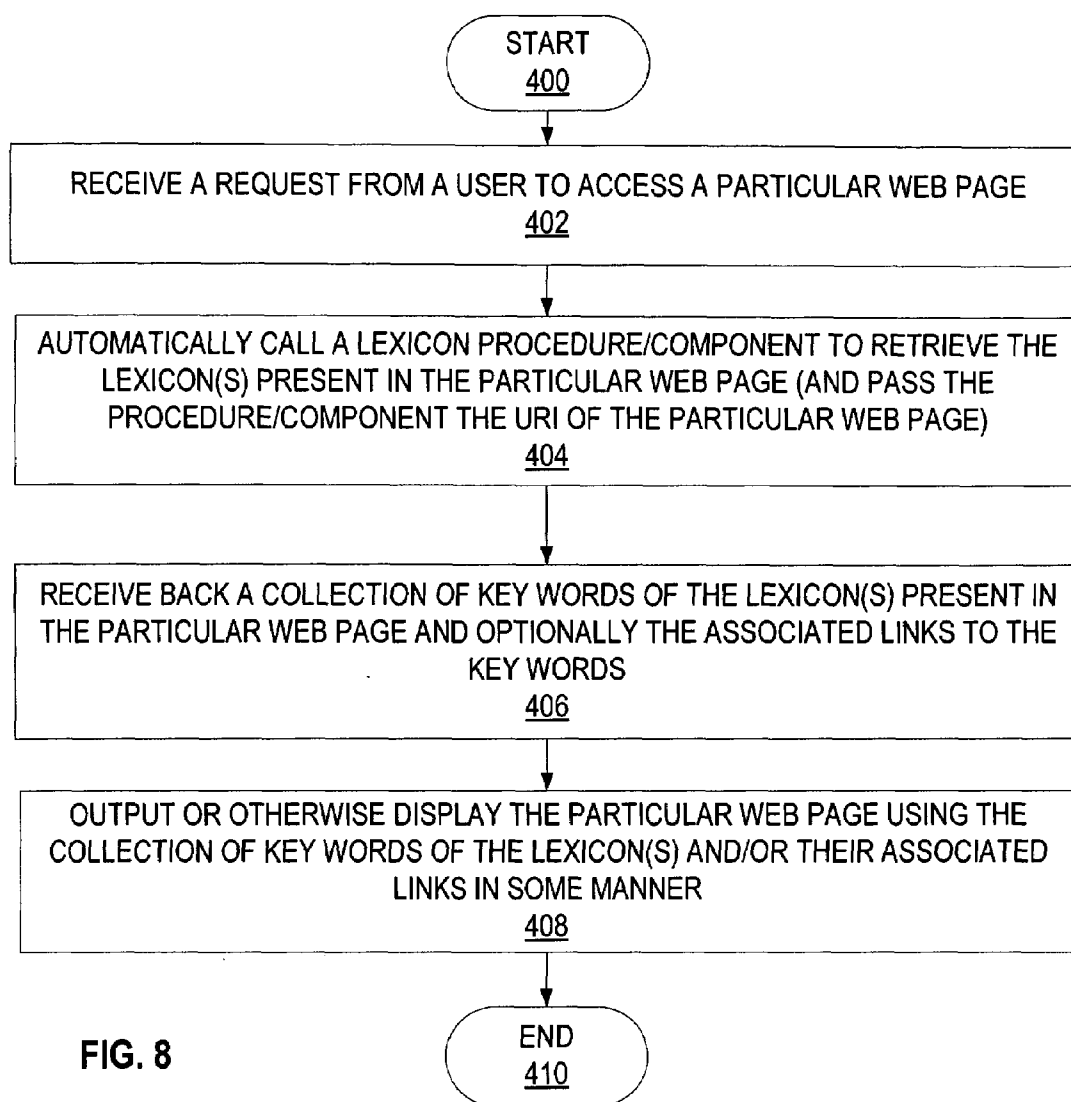 START
400
RECEIVE A REQUEST FROM A USER TO ACCESS A PARTICULAR WEB PAGE
402
AUTOMATICALLY CALL A LEXICON PROCEDURE/COMPONENT TO RETRIEVE THE
LEXICON(S) PRESENT IN THE PARTICULAR WEB PAGE (AND PASS THE
PROCEDURE/COMPONENT THE URI OF THE PARTICULAR WEB PAGE)
404
RECEIVE BACK A COLLECTION OF KEY WORDS OF THE LEXICON(S) PRESENT IN
THE PARTICULAR WEB PAGE AND OPTIONALLY THE ASSOCIATED LINKS TO THE
KEY WORDS
406
OUTPUT OR OTHERWISE DISPLAY THE PARTICULAR WEB PAGE USING THE
COLLECTION OF KEY WORDS OF THE LEXICON(S) AND/OR THEIR ASSOCIATED
LINKS IN SOME MANNER
408
END
410
FIG. 8